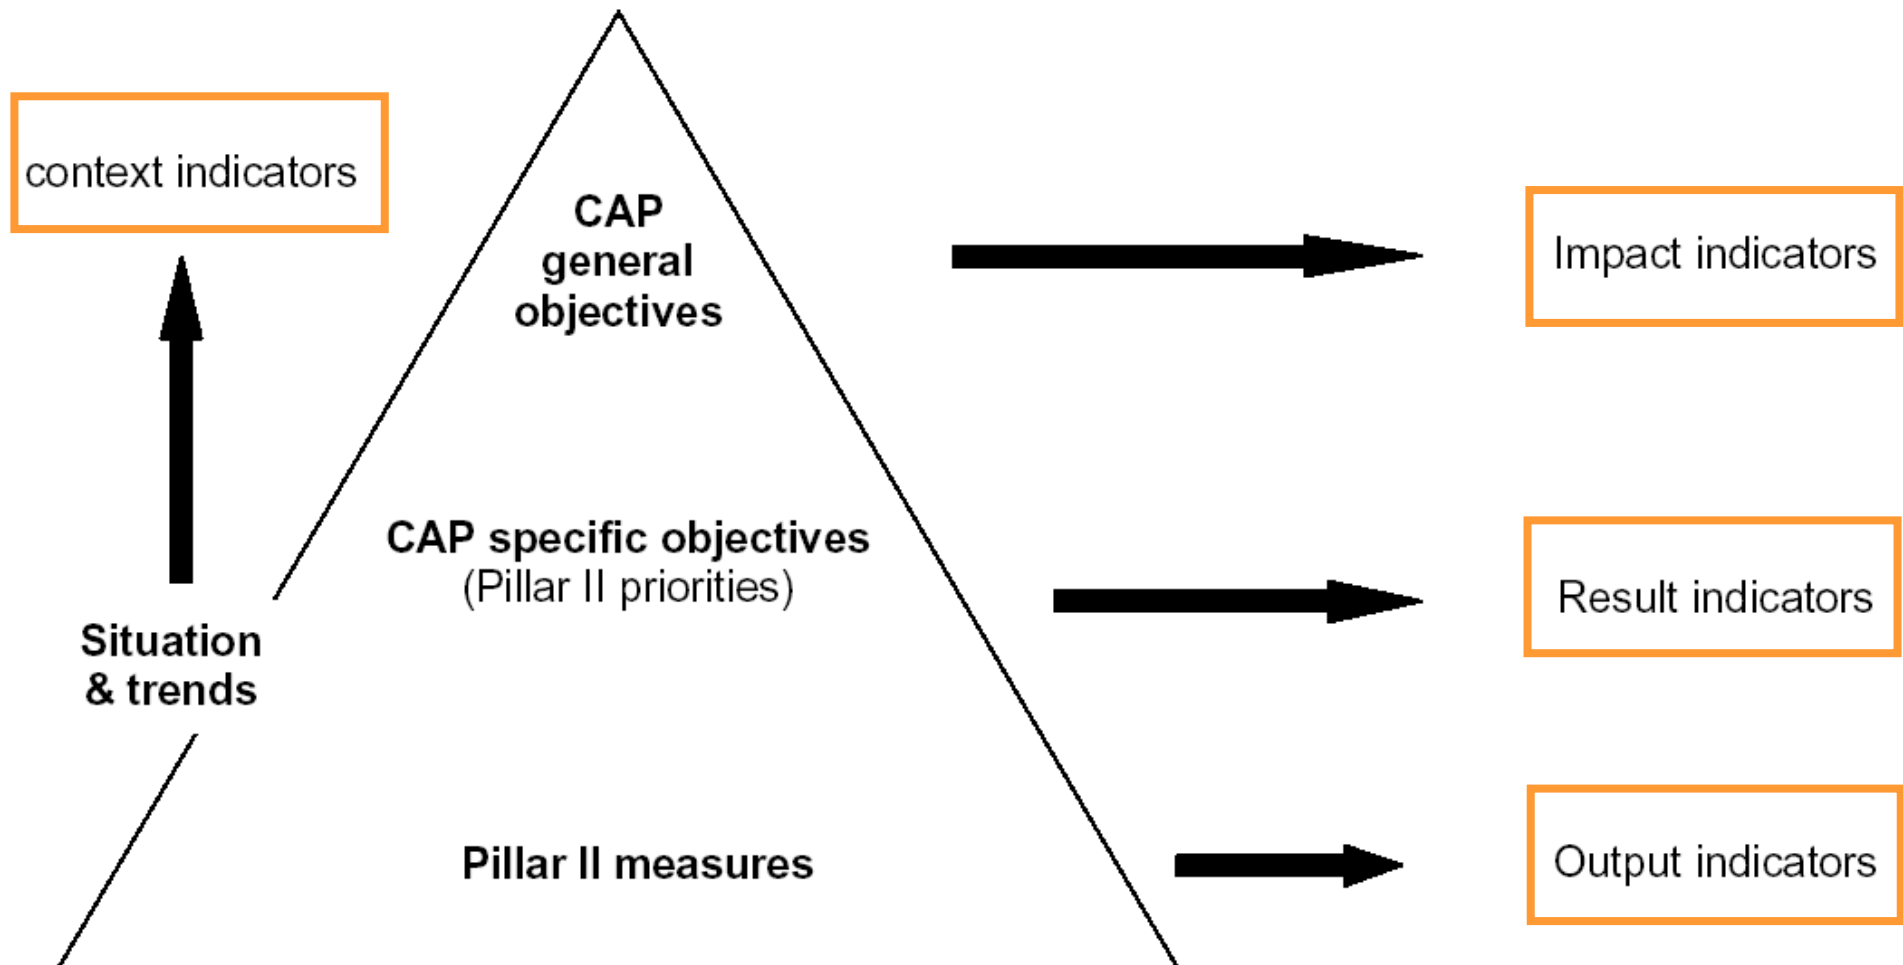 context indicators
CAP
general
objectives
Impact indicators
CAP specific objectives
(Pillar II priorities)
Result indicators
Situation
& trends
Pillar II measures
Output indicators